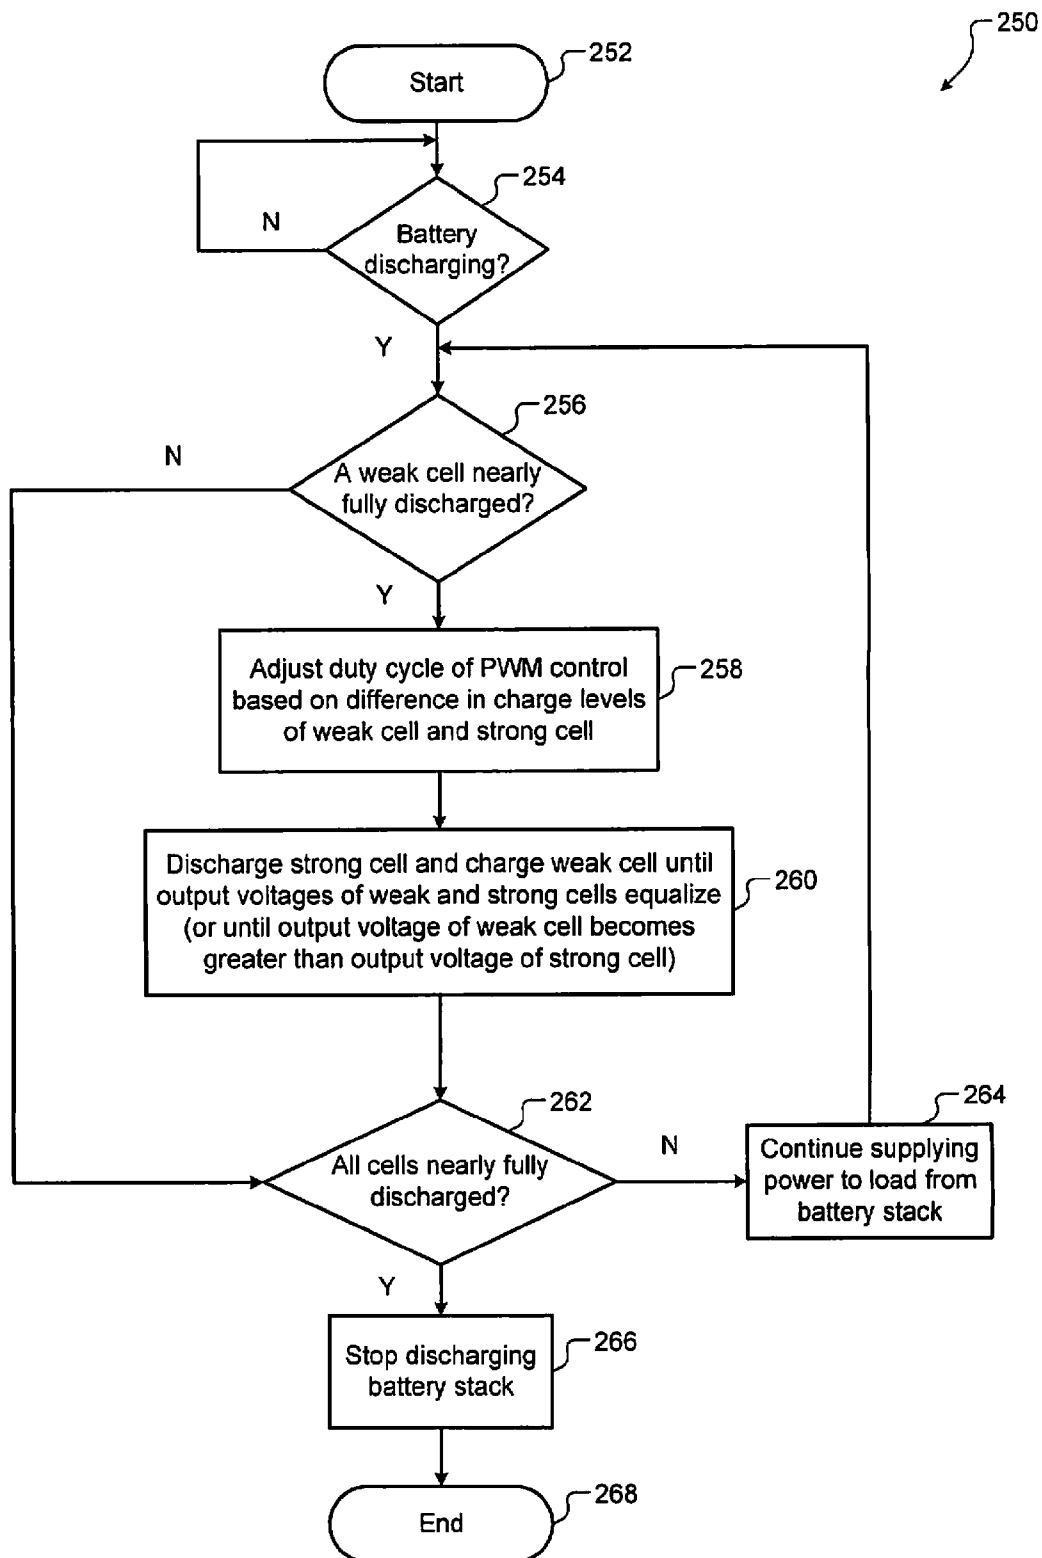 250
252
Start
254
N
Battery
discharging?
Y
256
N
A weak cell nearly
fully discharged?
Y
Adjust duty cycle of PWM control
based on difference in charge levels
of weak cell and strong cell
258
Discharge strong cell and charge weak cell until
output voltages of weak and strong cells equalize
(or until output voltage of weak cell becomes
greater than output voltage of strong cell)
260
262
All cells nearly fully
discharged?
N
264
Continue supplying
power to load from
battery stack
Y
Stop discharging
battery stack
266
End
268